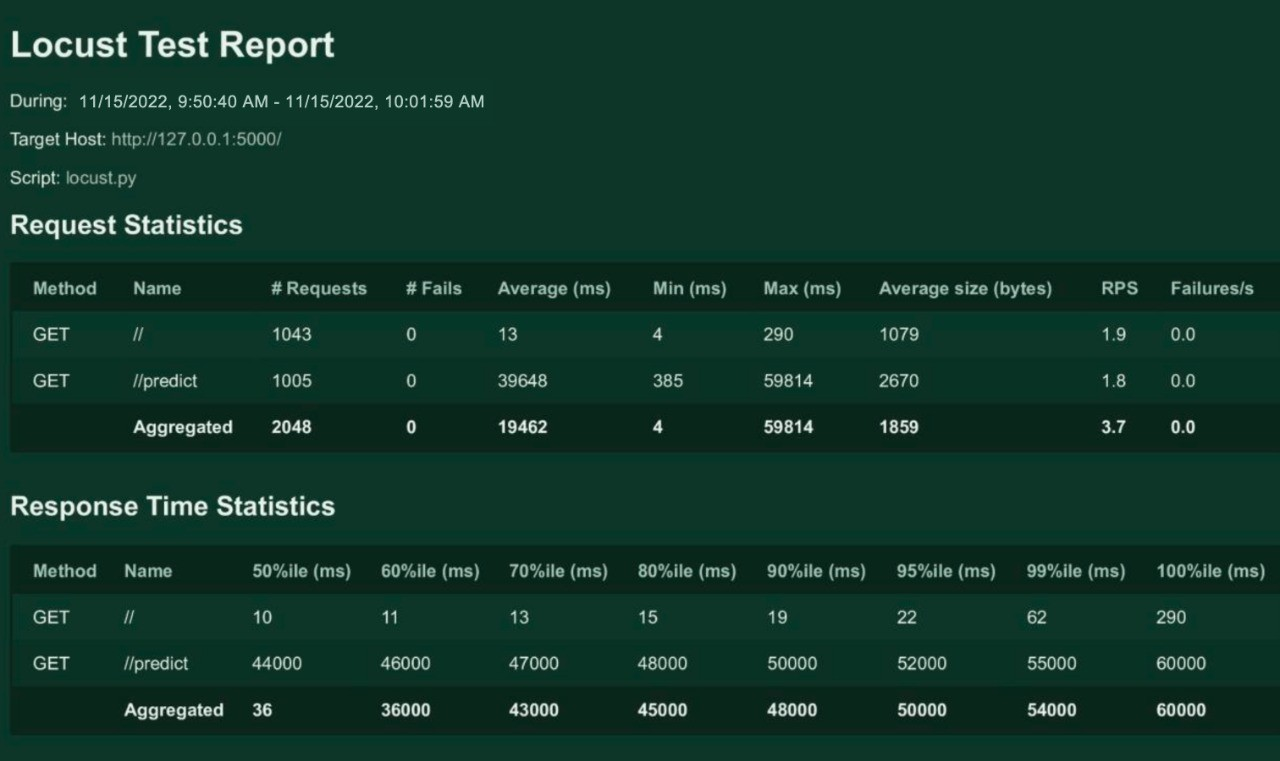 Locust Test Report
During: 11/15/2022, 9:50:40 AM - 11/15/2022, 10:01:59 AM
Target Host: http://127.0.0.1:5000/
Script: locust.py
Request Statistics
Method Name # Requests # Fails Average (ms) Min (ms) Max (ms) Average size (bytes) RPS Failures/s
GET // 1043 0 13 4 290 1079 1.9 0.0
GET //predict 1005 0 39648 385 59814 2670 1.8 0.0
Aggregated 2048 0 19462 4 59814 1859 3.7 0.0
Response Time Statistics
Method Name 50%ile (ms) 60%ile (ms) 70%ile (ms) 80%ile (ms) 90%ile (ms) 95%ile (ms) 99%ile (ms) 100%ile (ms)
GET // 10 11 13 15 19 22 62 290
GET //predict 44000 46000 47000 48000 50000 52000 55000 60000
Aggregated 36 36000 43000 45000 48000 50000 54000 60000